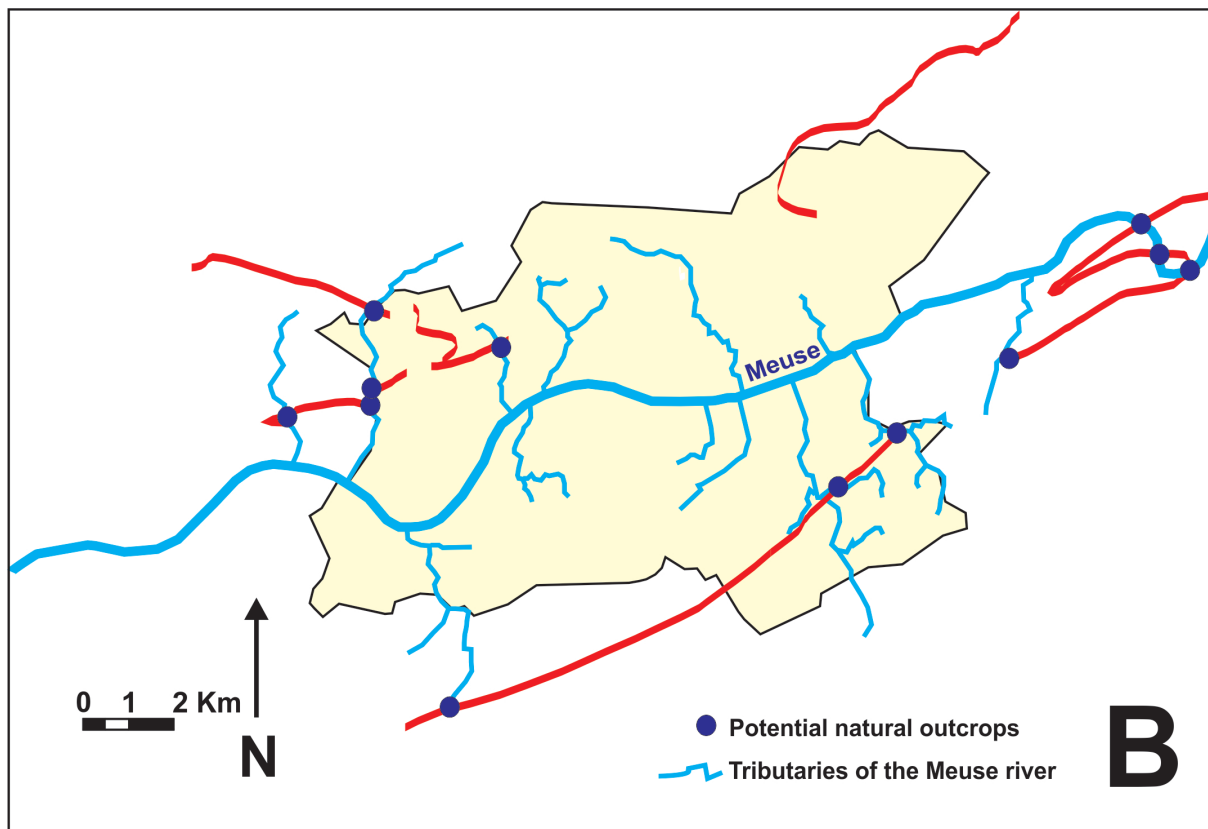 Meuse
0 1 2 Km
N
Potential natural outcrops
Tributaries of the Meuse river
B